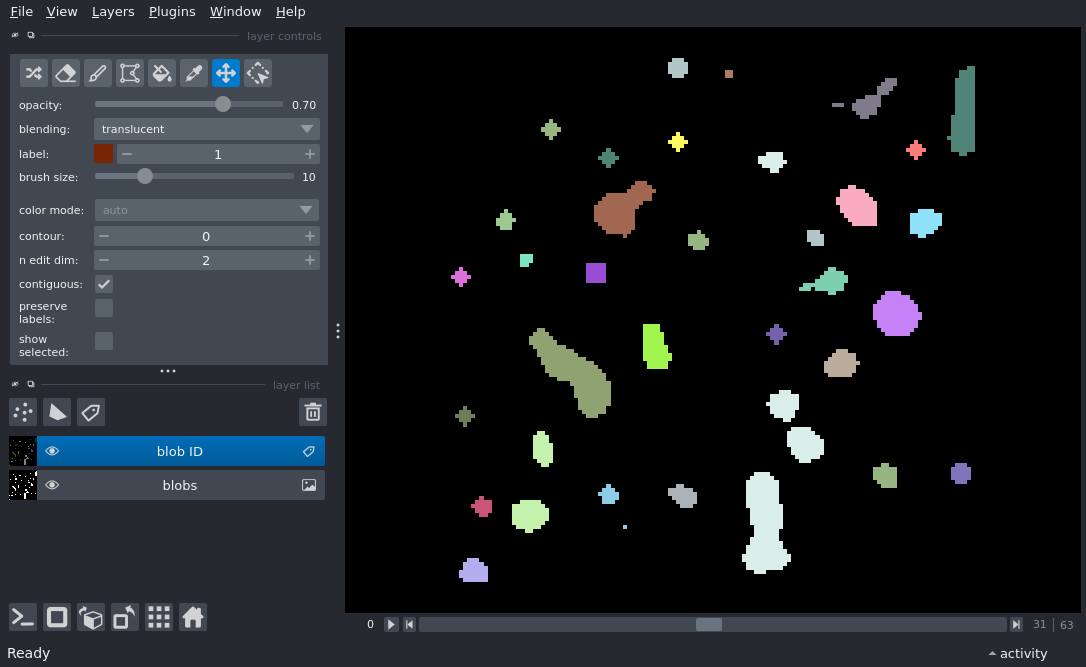 File View Layers Plugins Window Help
layer controls
opacity: 0.70
blending: translucent
label: 1
brush size: 10
color mode: auto
contour: 0
n edit dim: 2
contiguous:
preserve
labels:
show
selected:
layer list
blob ID
blobs
0 31 63
Ready activity